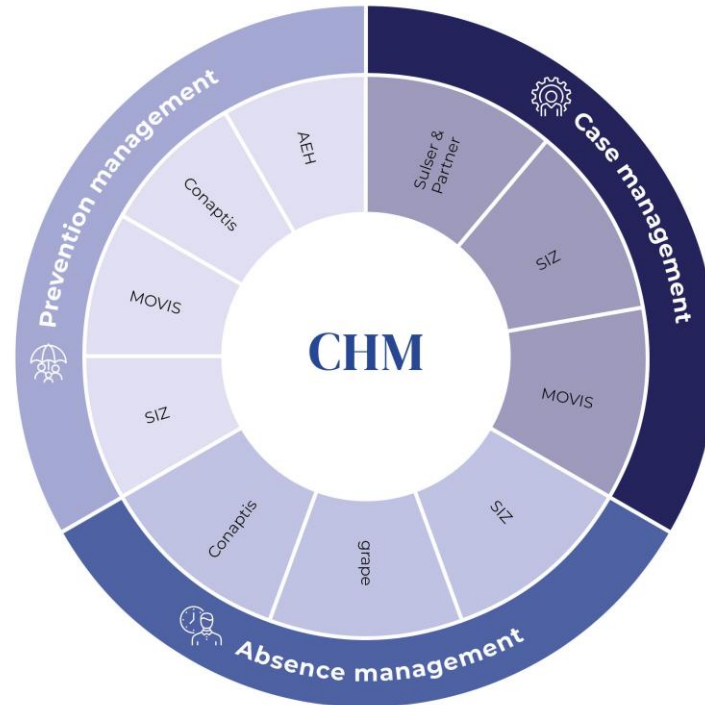 CHM
Case management
Sulser &
Partner
SIZ
MOVIS
Absence management
SIZ
grape
Conaptis
Prevention management
SIZ
MOVIS
Conaptis
AEH